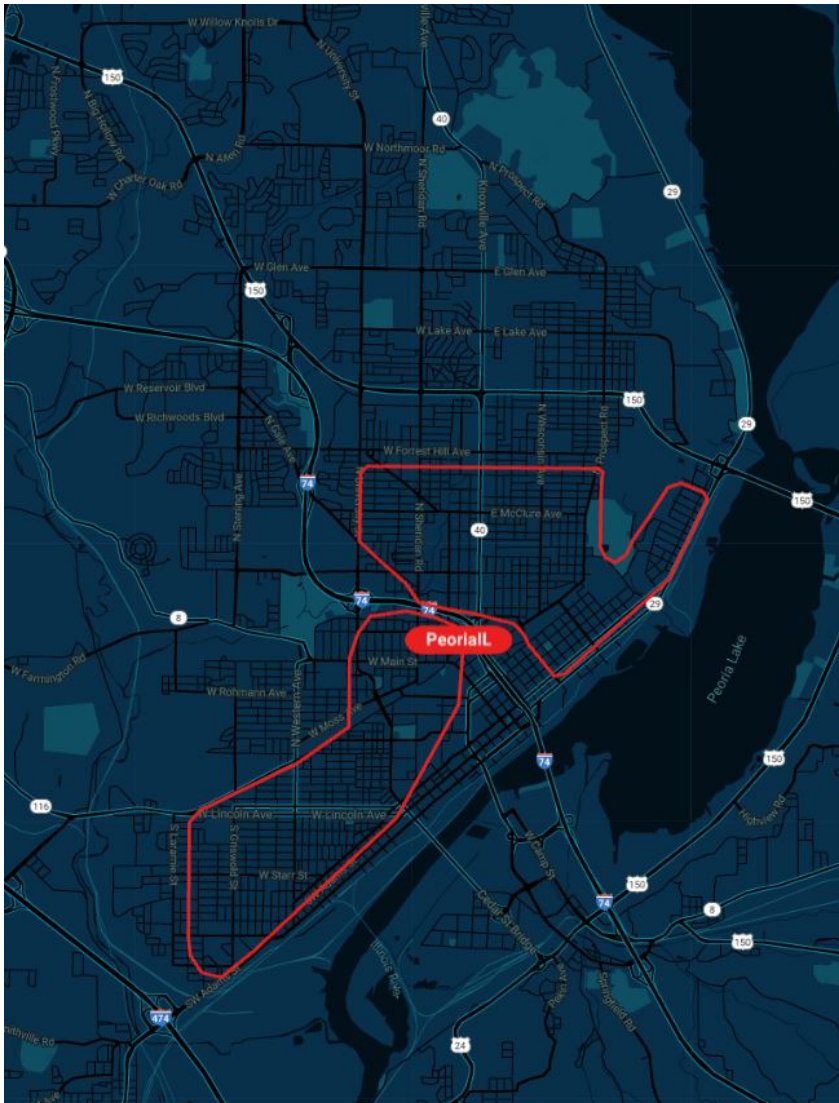 W Willow Knolls Dr
N University St
150
N Frostwood Pkwy
N Big Hollow Rd
40
N Allen Rd
W Northmoor Rd
N Sheridan Rd
W Charter Oak Rd
N Prospect Rd
29
Knoxville Ave
W Glen Ave
E Glen Ave
150
W Lake Ave
E Lake Ave
W Reservoir Blvd
150
W Richwoods Blvd
N Gale Ave
N Wisconsin Ave
N Prospect Rd
29
W Forrest Hill Ave
74
150
N Sterling Ave
N Sheridan Rd
E McClure Ave
40
74
74
29
8
PeoriaIL
W Main St
W Farmington Rd
W Rohmann Ave
N Western Ave
W Moss Ave
Peoria Lake
74
150
116
W Lincoln Ave
W Lincoln Ave
Highview Rd
S Laramie St
S Griswold St
W Starr St
W Camp St
150
74
8
Cedar St Bridge
150
Illinois River
SW Adams St
Springfield Rd
474
24